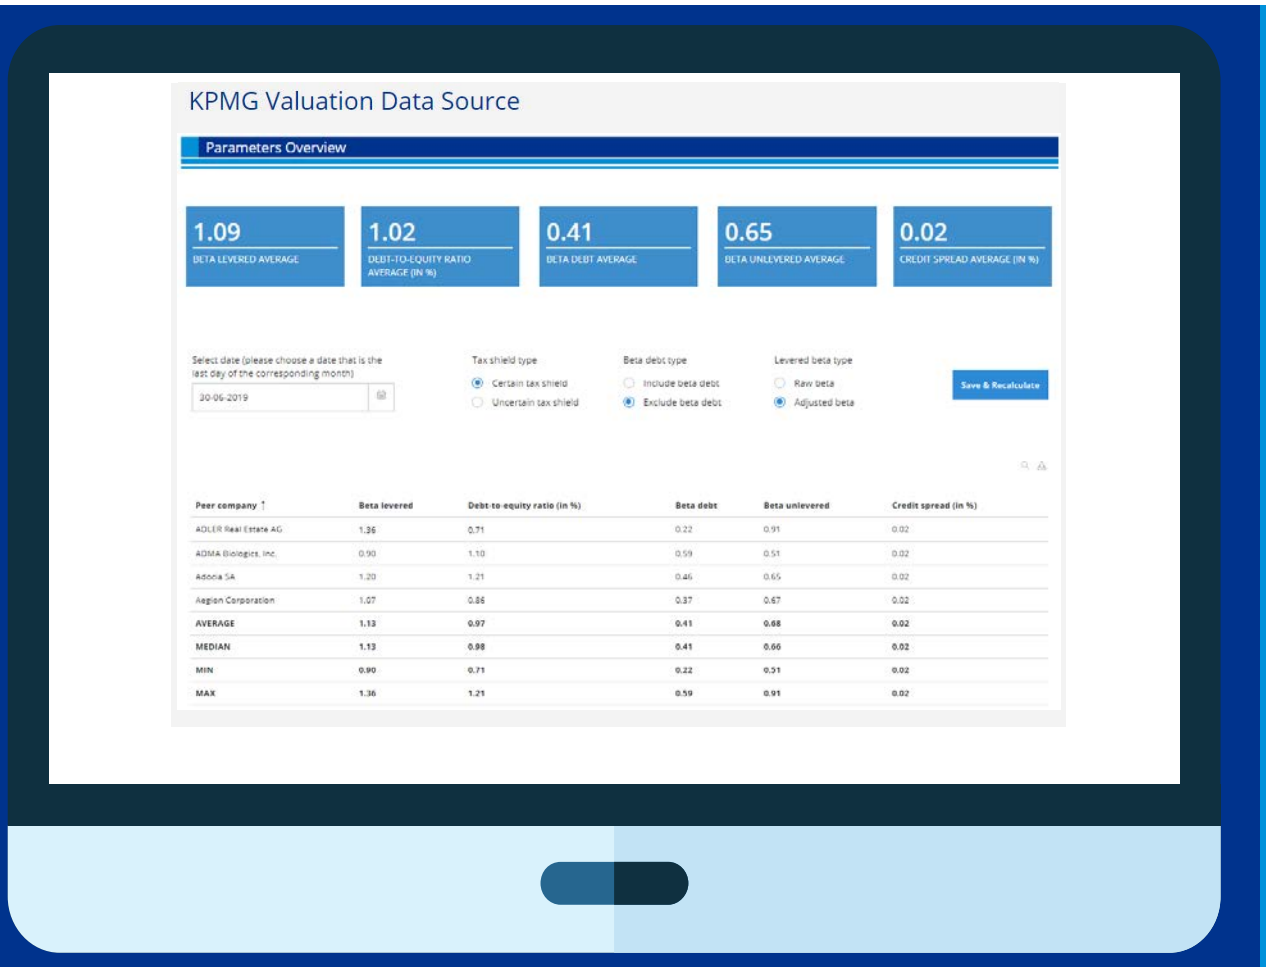 KPMG Valuation Data Source
Parameters Overview
1.09 1.02 0.41 0.65 0.02
BETA LEVERED AVERAGE DEBT-TO-EQUITY RATIO BETA DEBT AVERAGE BETA UNLEVERED AVERAGE CREDIT SPREAD AVERAGE (IN %)
AVERAGE (IN %)
Select date (please choose a date that is the Tax shield type Beta debt type Levered beta type
last day of the corresponding month)
Certain tax shield Include beta debt Raw beta Save & Recalculate
30-06-2019 Uncertain tax shield Exclude beta debt Adjusted beta
Peer company ↑ Beta levered Debt-to-equity ratio (in %) Beta debt Beta unlevered Credit spread (in %)
ADLER Real Estate AG 1.36 0.71 0.22 0.91 0.02
ADMA Biologics, Inc. 0.90 1.10 0.59 0.51 0.02
Adocia SA 1.20 1.21 0.46 0.65 0.02
Aegion Corporation 1.07 0.86 0.37 0.67 0.02
AVERAGE 1.13 0.97 0.41 0.68 0.02
MEDIAN 1.13 0.98 0.41 0.66 0.02
MIN 0.90 0.71 0.22 0.51 0.02
MAX 1.36 1.21 0.59 0.91 0.02